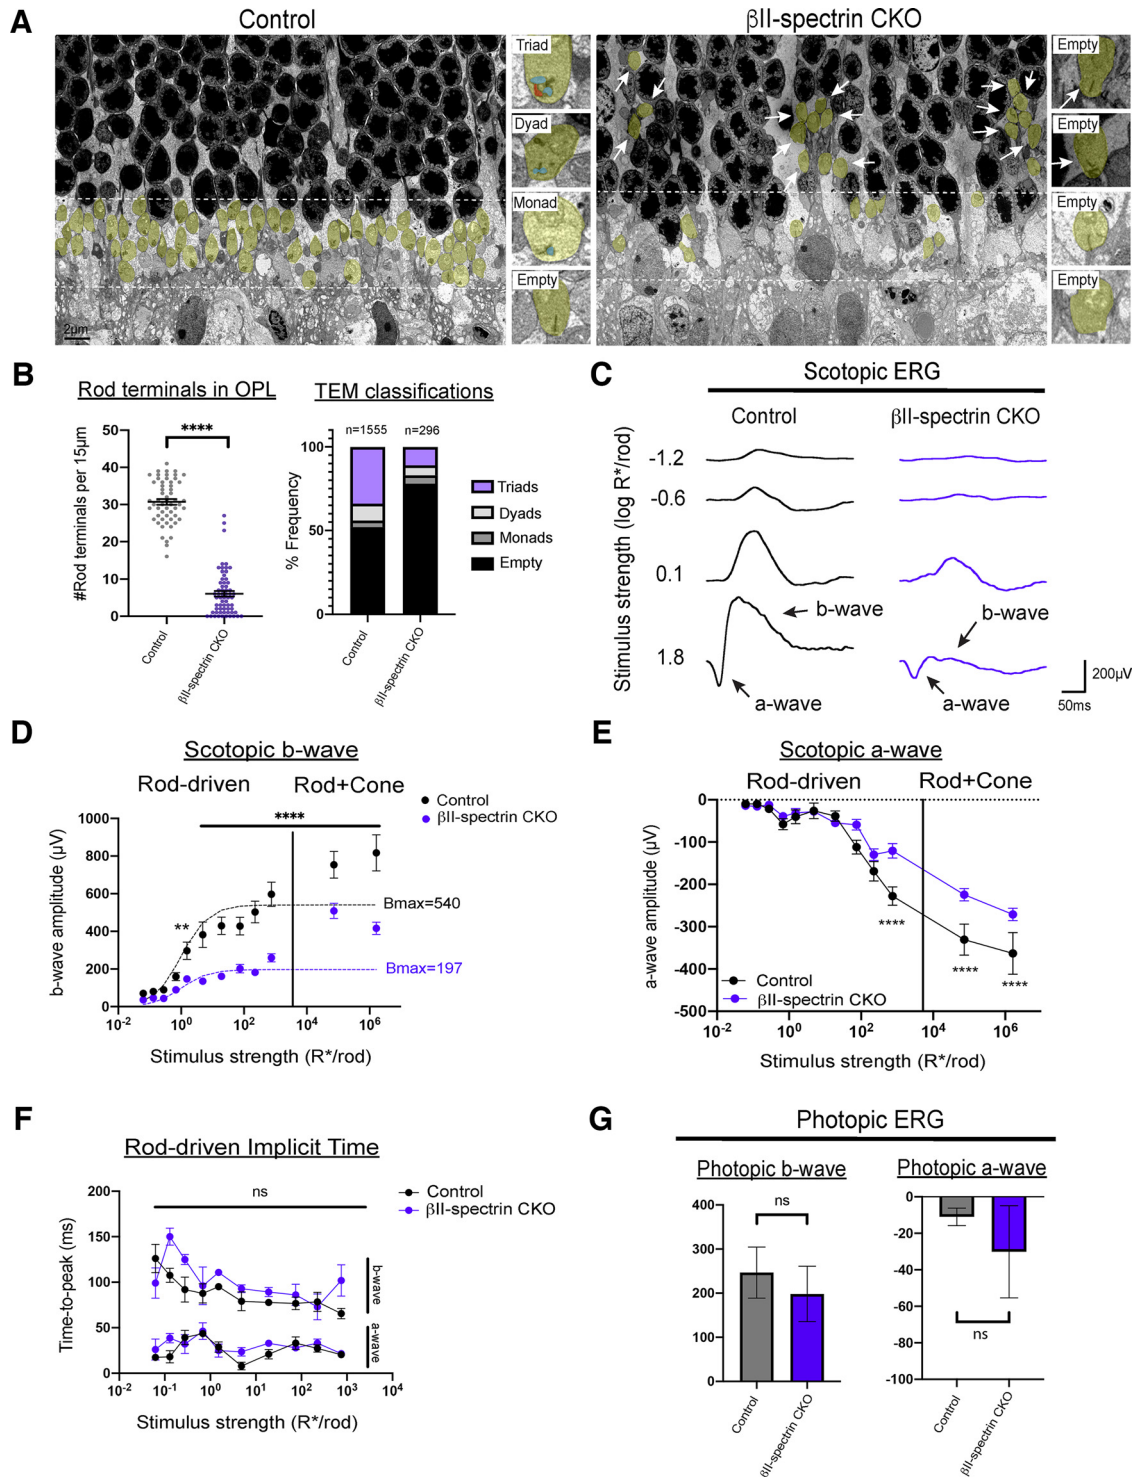 A
Control
βII-spectrin CKO
Triad
Dyad
Monad
Empty
2μm
Empty
Empty
Empty
Empty
B
Rod terminals in OPL
#Rod terminals per 15μm
50
40
30
20
10
0
****
Control
βII-spectrin CKO
TEM classifications
% Frequency
100
50
0
n=1555
n=296
Control
βII-spectrin CKO
Triads
Dyads
Monads
Empty
C
Scotopic ERG
Control
βII-spectrin CKO
Stimulus strength (log R*/rod)
-1.2
-0.6
0.1
1.8
b-wave
a-wave
b-wave
a-wave
200μV
50ms
D
Scotopic b-wave
Rod-driven
Rod+Cone
Control
βII-spectrin CKO
b-wave amplitude (μV)
1000
800
600
400
200
0
**
****
Bmax=540
Bmax=197
10-2
100
102
104
106
Stimulus strength (R*/rod)
E
Scotopic a-wave
Rod-driven
Rod+Cone
a-wave amplitude (μV)
0
-100
-200
-300
-400
-500
****
****
****
Control
βII-spectrin CKO
10-2
100
102
104
106
Stimulus strength (R*/rod)
F
Rod-driven Implicit Time
Time-to-peak (ms)
200
150
100
50
0
ns
Control
βII-spectrin CKO
b-wave
a-wave
10-2
10-1
100
101
102
103
104
Stimulus strength (R*/rod)
G
Photopic ERG
Photopic b-wave
400
300
200
100
0
ns
Control
βII-spectrin CKO
Photopic a-wave
0
-20
-40
-60
-80
-100
ns
Control
βII-spectrin CKO